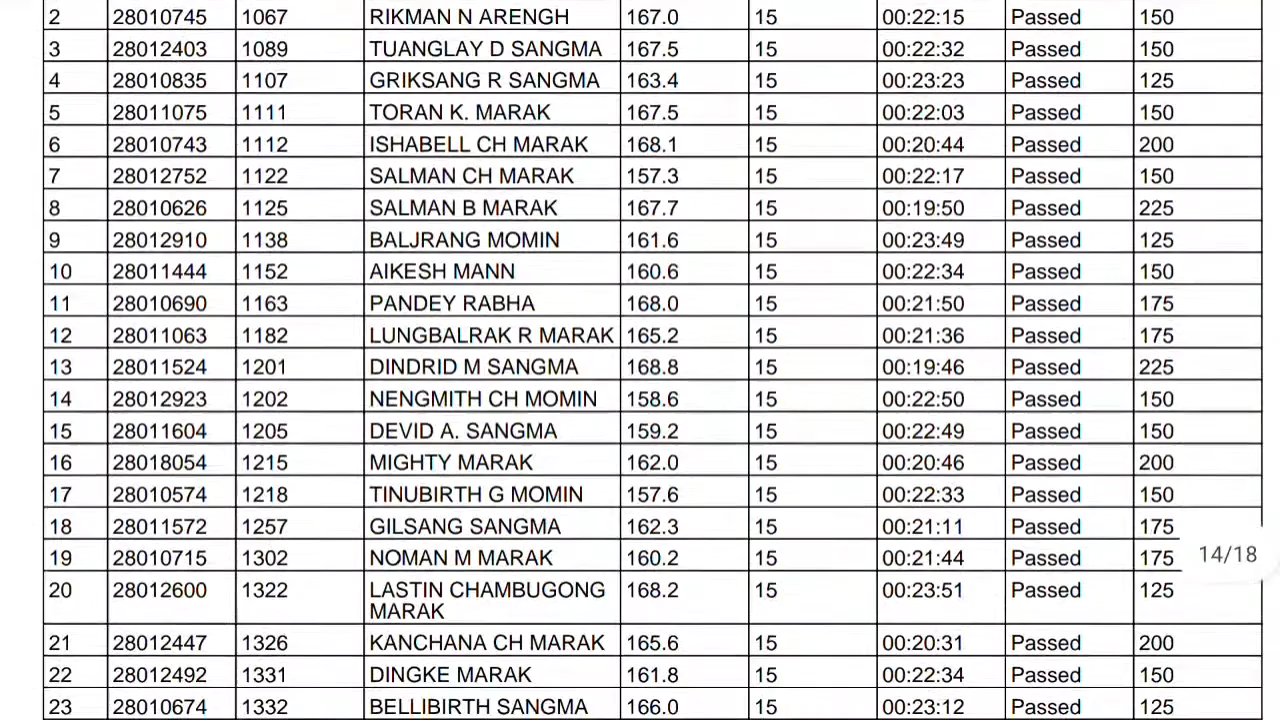 2 28010745 1067 RIKMAN N ARENGH 167.0 15 00:22:15 Passed 150
3 28012403 1089 TUANGLAY D SANGMA 167.5 15 00:22:32 Passed 150
4 28010835 1107 GRIKSANG R SANGMA 163.4 15 00:23:23 Passed 125
5 28011075 1111 TORAN K. MARAK 167.5 15 00:22:03 Passed 150
6 28010743 1112 ISHABELL CH MARAK 168.1 15 00:20:44 Passed 200
7 28012752 1122 SALMAN CH MARAK 157.3 15 00:22:17 Passed 150
8 28010626 1125 SALMAN B MARAK 167.7 15 00:19:50 Passed 225
9 28012910 1138 BALJRANG MOMIN 161.6 15 00:23:49 Passed 125
10 28011444 1152 AIKESH MANN 160.6 15 00:22:34 Passed 150
11 28010690 1163 PANDEY RABHA 168.0 15 00:21:50 Passed 175
12 28011063 1182 LUNGBALRAK R MARAK 165.2 15 00:21:36 Passed 175
13 28011524 1201 DINDRID M SANGMA 168.8 15 00:19:46 Passed 225
14 28012923 1202 NENGMITH CH MOMIN 158.6 15 00:22:50 Passed 150
15 28011604 1205 DEVID A. SANGMA 159.2 15 00:22:49 Passed 150
16 28018054 1215 MIGHTY MARAK 162.0 15 00:20:46 Passed 200
17 28010574 1218 TINUBIRTH G MOMIN 157.6 15 00:22:33 Passed 150
18 28011572 1257 GILSANG SANGMA 162.3 15 00:21:11 Passed 175
19 28010715 1302 NOMAN M MARAK 160.2 15 00:21:44 Passed 175
14/18
20 28012600 1322 LASTIN CHAMBUGONG 168.2 15 00:23:51 Passed 125
MARAK
21 28012447 1326 KANCHANA CH MARAK 165.6 15 00:20:31 Passed 200
22 28012492 1331 DINGKE MARAK 161.8 15 00:22:34 Passed 150
23 28010674 1332 BELLIBIRTH SANGMA 166.0 15 00:23:12 Passed 125